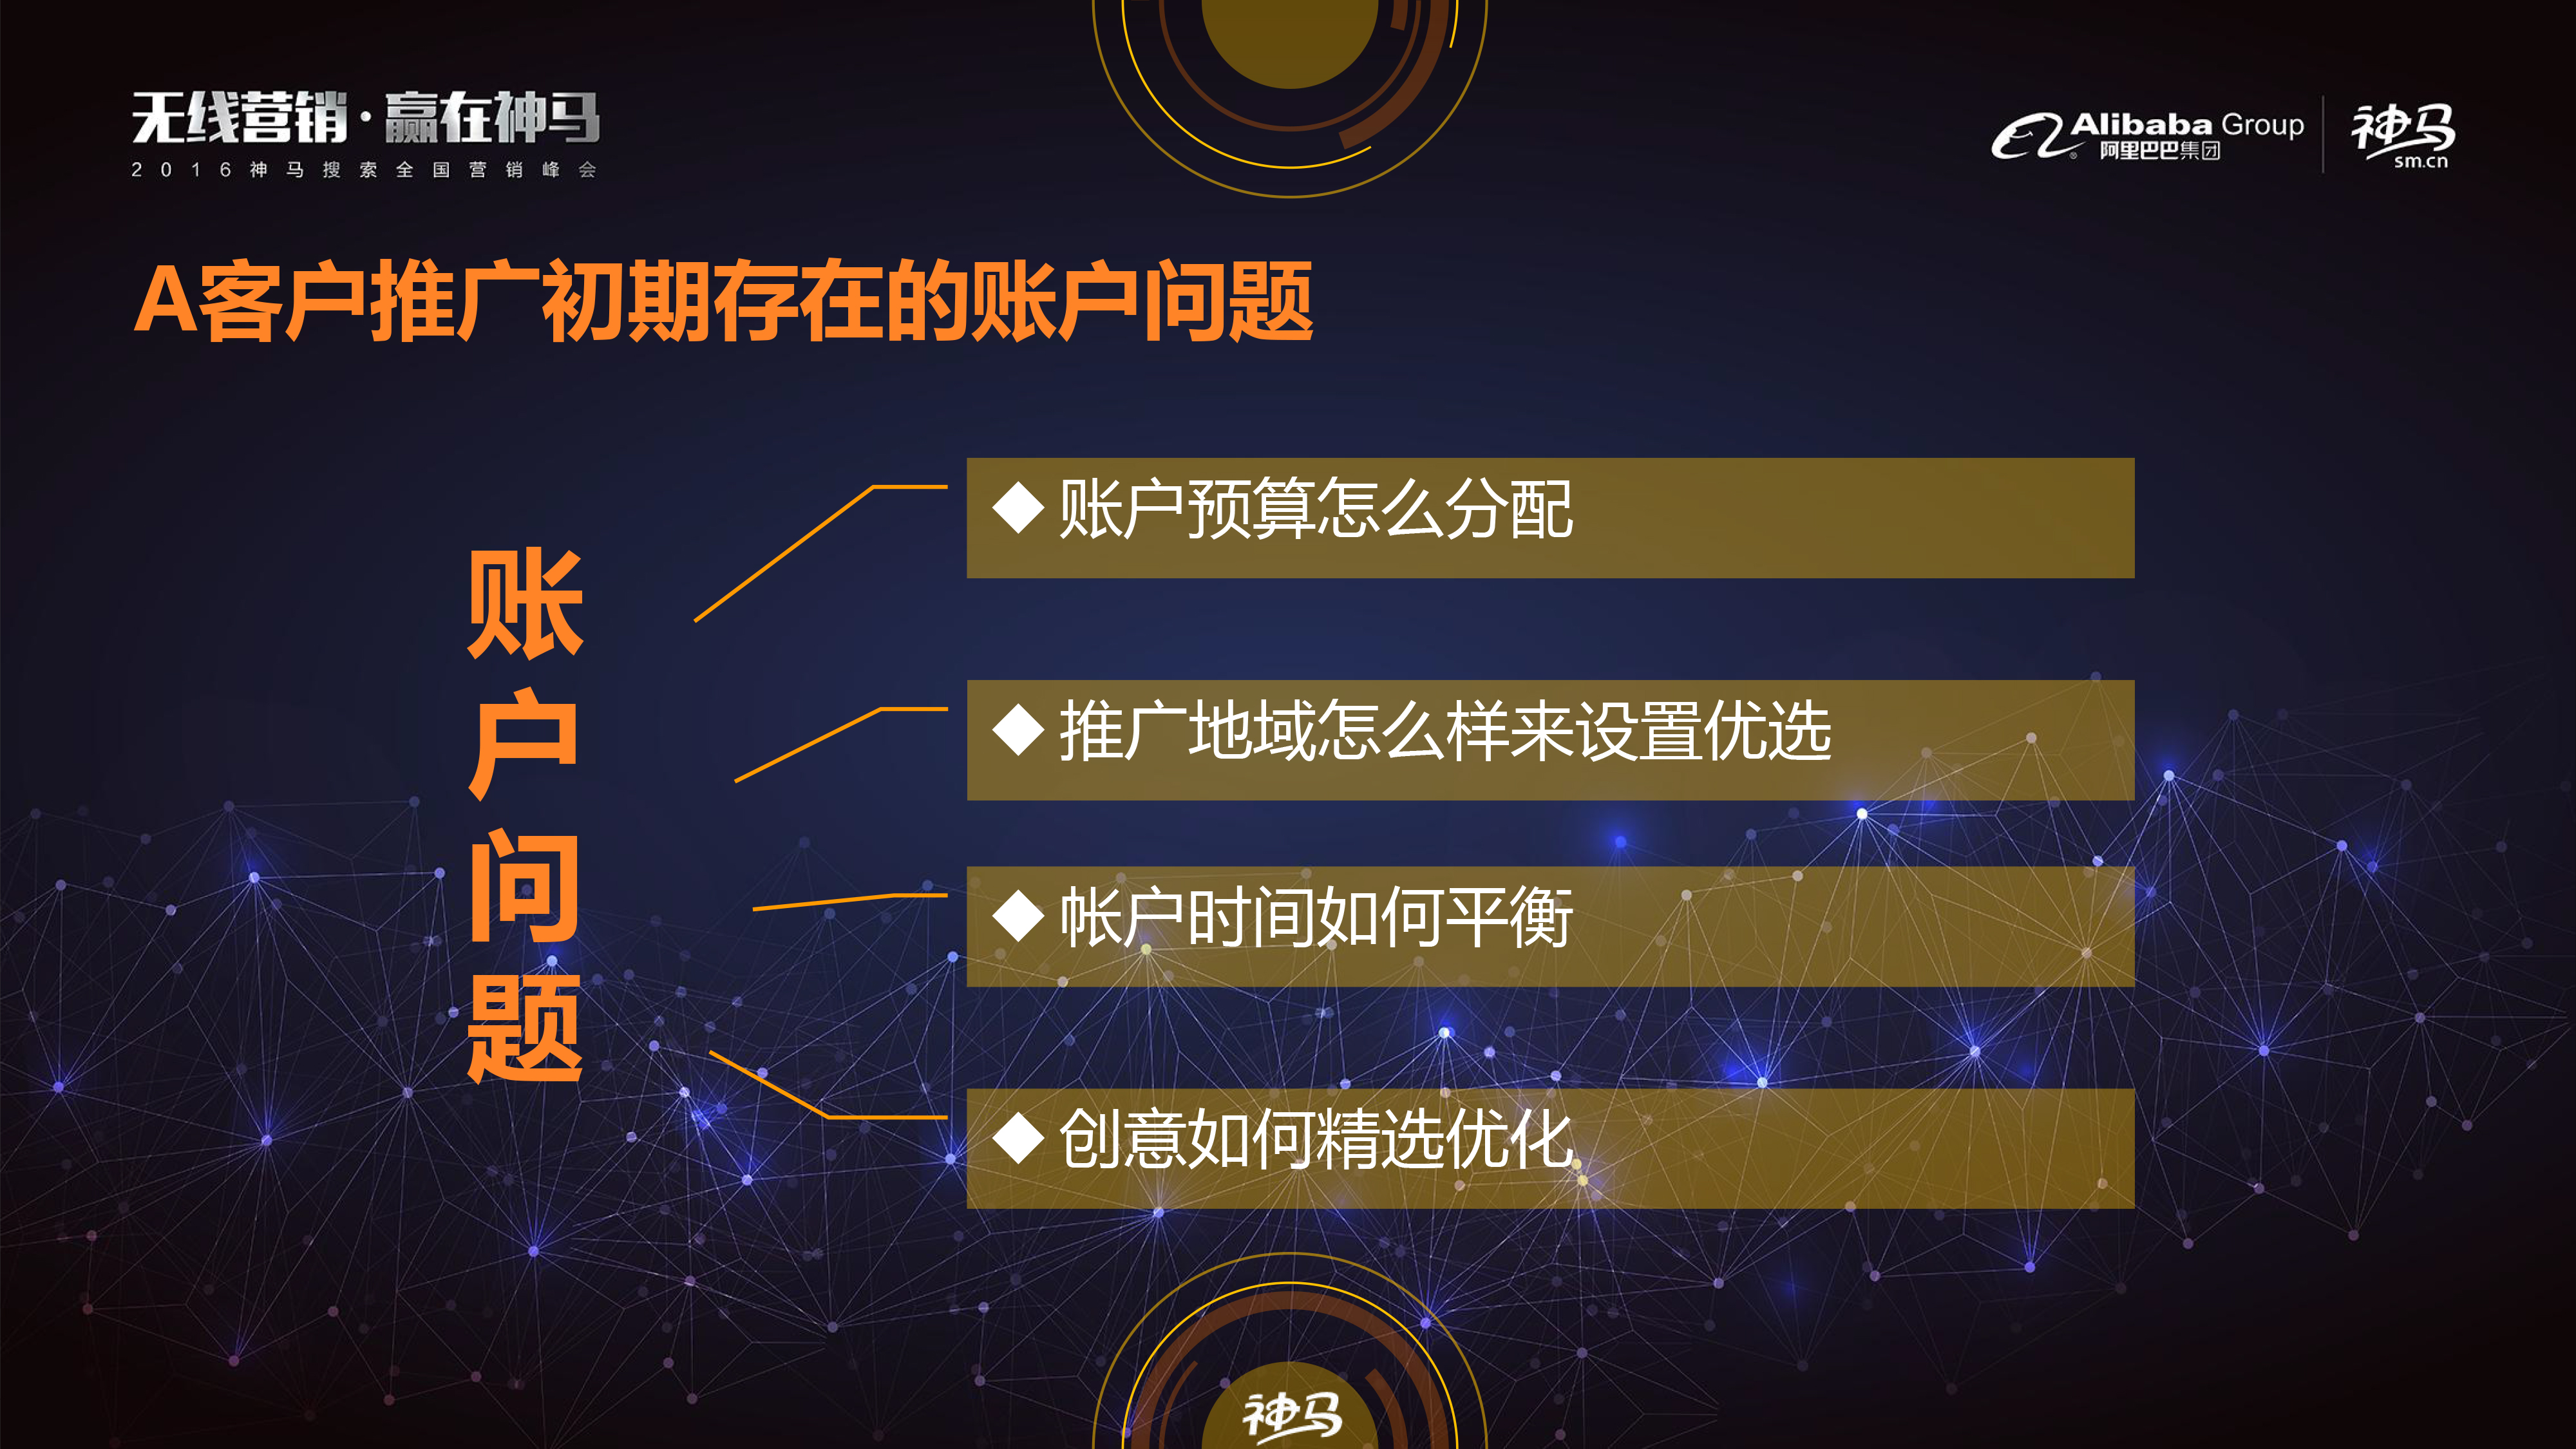 无线营销·赢在神马
2016神马搜索全国营销峰会
Alibaba Group
阿里巴巴集团
神马
sm.cn
A客户推广初期存在的账户问题
账户问题
◆账户预算怎么分配
◆推广地域怎么样来设置优选
◆帐户时间如何平衡
◆创意如何精选优化
神马